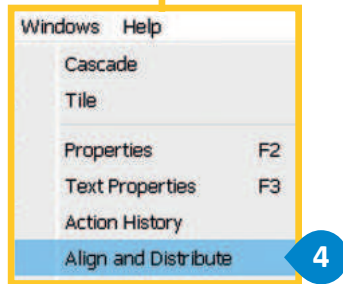 Windows Help
Cascade
Tile
Properties F2
Text Properties F3
Action History
Align and Distribute 4